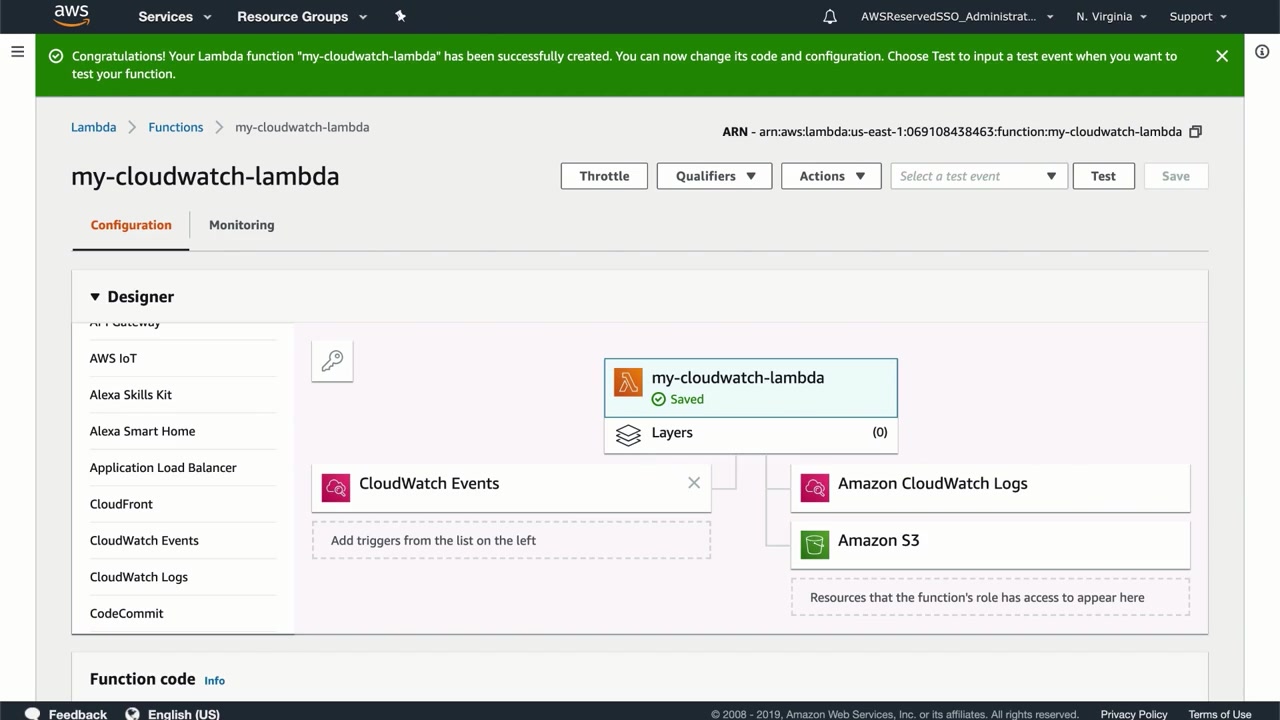 aws
Services
Resource Groups
AWSReservedSSO_Administrat...
N. Virginia
Support
Congratulations! Your Lambda function "my-cloudwatch-lambda" has been successfully created. You can now change its code and configuration. Choose Test to input a test event when you want to
test your function.
Lambda
Functions
my-cloudwatch-lambda
ARN - arn:aws:lambda:us-east-1:069108438463:function:my-cloudwatch-lambda
my-cloudwatch-lambda
Throttle
Qualifiers
Actions
Select a test event
Test
Save
Configuration
Monitoring
Designer
API Gateway
AWS IoT
Alexa Skills Kit
Alexa Smart Home
Application Load Balancer
CloudFront
CloudWatch Events
CloudWatch Logs
CodeCommit
my-cloudwatch-lambda
Saved
Layers
(0)
CloudWatch Events
Add triggers from the list on the left
Amazon CloudWatch Logs
Amazon S3
Resources that the function's role has access to appear here
Function code
Info
Feedback
English (US)
© 2008 - 2019, Amazon Web Services, Inc. or its affiliates. All rights reserved.
Privacy Policy
Terms of Use